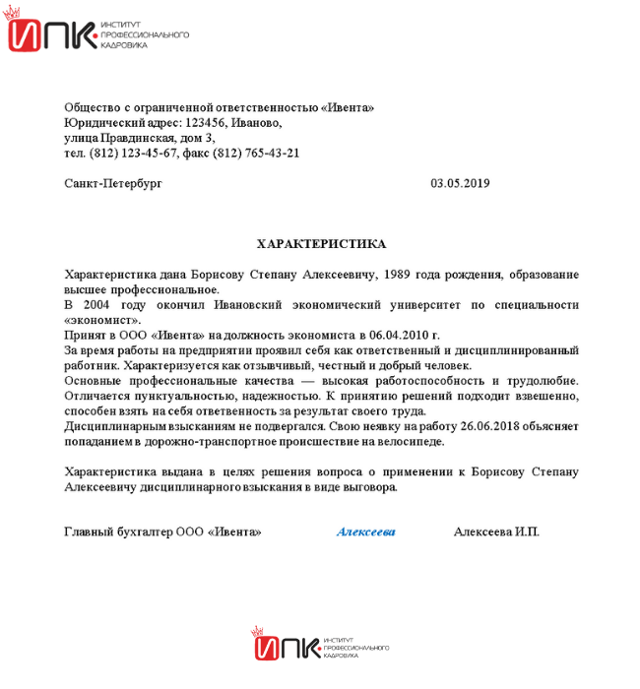 ИПК ИНСТИТУТ
ПРОФЕССИОНАЛЬНОГО
КАДРОВИКА
Общество с ограниченной ответственностью «Ивента»
Юридический адрес: 123456, Иваново,
улица Правдинская, дом 3,
тел. (812) 123-45-67, факс (812) 765-43-21
Санкт-Петербург 03.05.2019
ХАРАКТЕРИСТИКА
Характеристика дана Борисову Степану Алексеевичу, 1989 года рождения, образование
высшее профессиональное.
В 2004 году окончил Ивановский экономический университет по специальности
«экономист».
Принят в ООО «Ивента» на должность экономиста в 06.04.2010 г.
За время работы на предприятии проявил себя как ответственный и дисциплинированный
работник. Характеризуется как отзывчивый, честный и добрый человек.
Основные профессиональные качества — высокая работоспособность и трудолюбие.
Отличается пунктуальностью, надежностью. К принятию решений подходит взвешенно,
способен взять на себя ответственность за результат своего труда.
Дисциплинарным взысканиям не подвергался. Свою неявку на работу 26.06.2018 объясняет
попаданием в дорожно-транспортное происшествие на велосипеде.
Характеристика выдана в целях решения вопроса о применении к Борисову Степану
Алексеевичу дисциплинарного взыскания в виде выговора.
Главный бухгалтер ООО «Ивента» Алексеева Алексеева И.П.
ИПК ИНСТИТУТ
ПРОФЕССИОНАЛЬНОГО
КАДРОВИКА